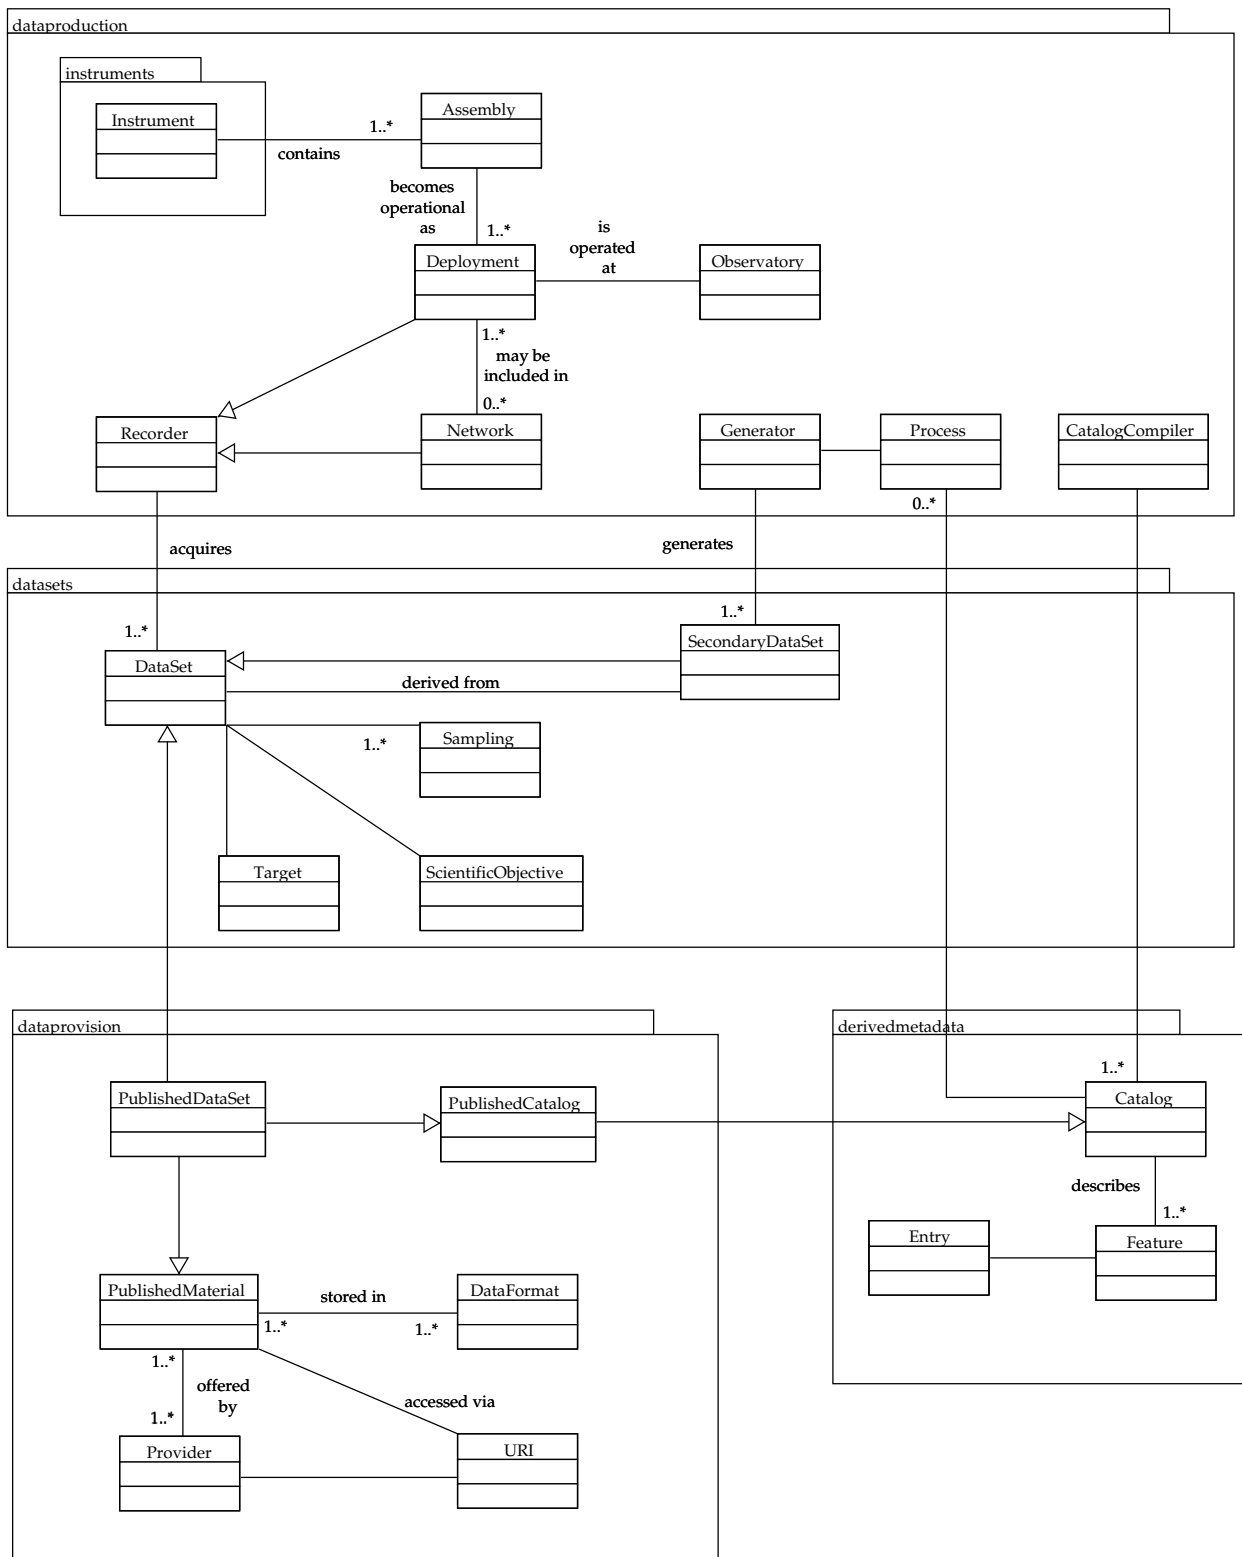 dataproduction
instruments
Instrument
Assembly
1..*
contains
becomes
operational
as
1..*
is
operated
at
Deployment
Observatory
1..*
may be
included in
0..*
Recorder
Network
Generator
Process
CatalogCompiler
0..*
acquires
generates
datasets
1..*
1..*
DataSet
SecondaryDataSet
derived from
Sampling
1..*
Target
ScientificObjective
dataprovision
derivedmetadata
1..*
PublishedDataSet
PublishedCatalog
Catalog
describes
1..*
Entry
Feature
PublishedMaterial
stored in
DataFormat
1..*
1..*
1..*
offered
by
accessed via
1..*
Provider
URI